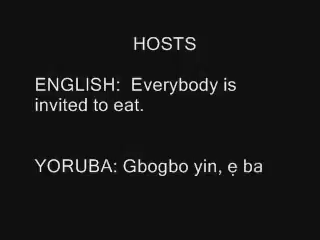 HOSTS
ENGLISH: Everybody is
invited to eat.
YORUBA: Gbogbo yin, ẹ ba